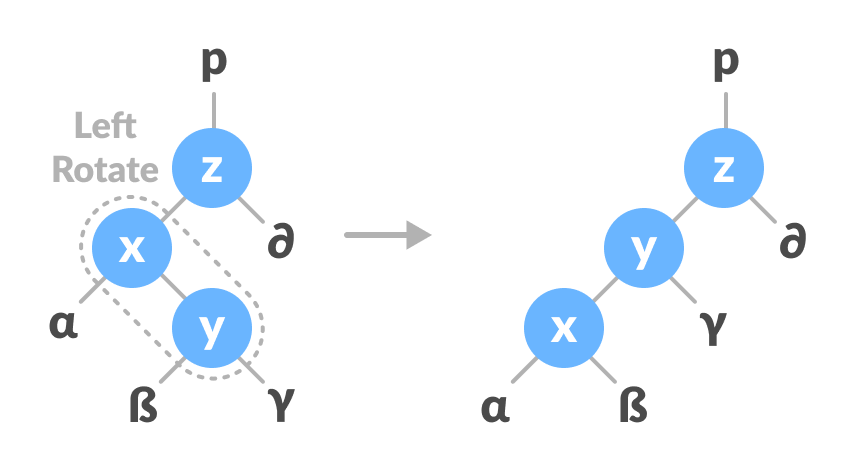 p
Left
Rotate
z
x
∂
α
y
ß
γ
p
z
y
∂
x
γ
α
ß